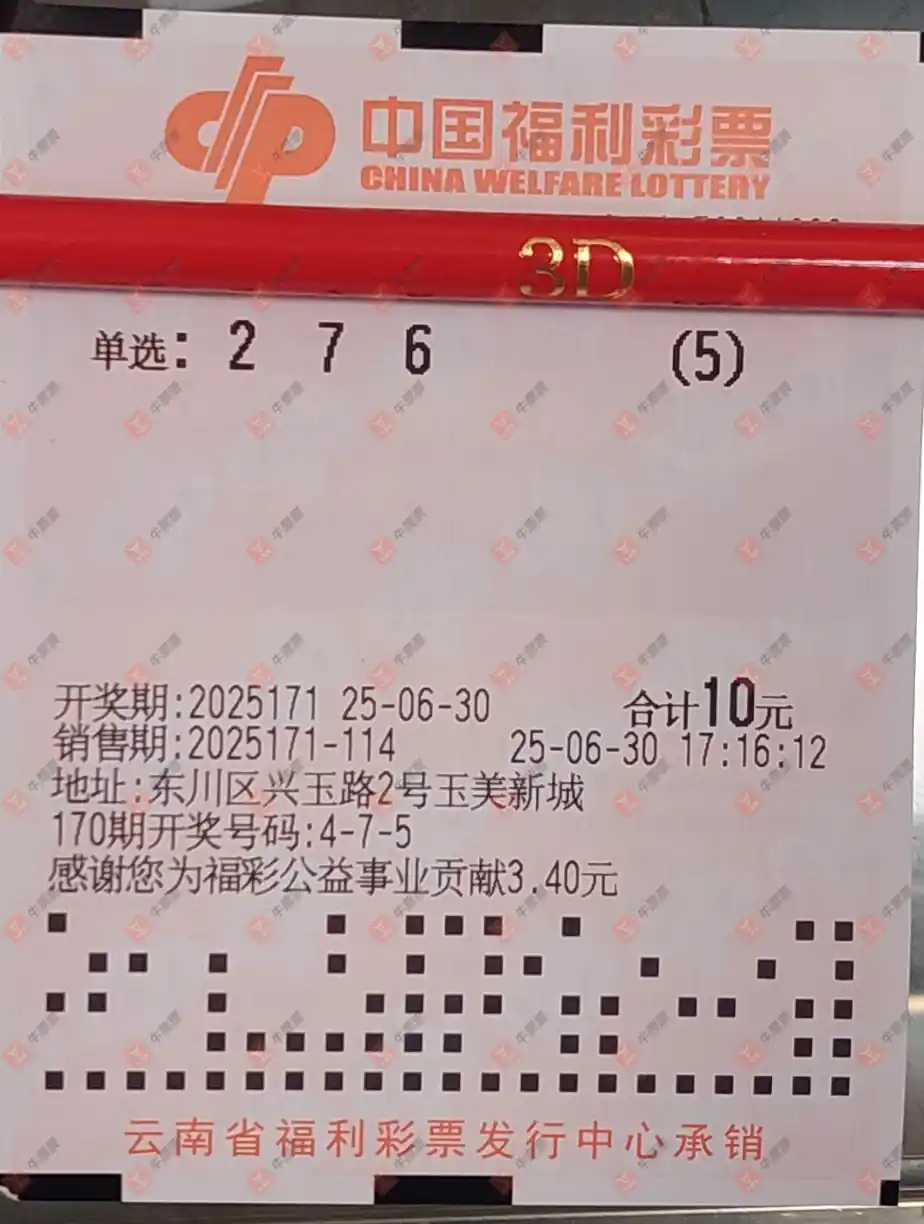 中国福利彩票
CHINA WELFARE LOTTERY
3D
单选: 2 7 6 (5)
开奖期:2025171 25-06-30 合计10元
销售期:2025171-114 25-06-30 17:16:12
地址:东川区兴玉路2号玉美新城
170期开奖号码:4-7-5
感谢您为福彩公益事业贡献3.40元
云南省福利彩票发行中心承销